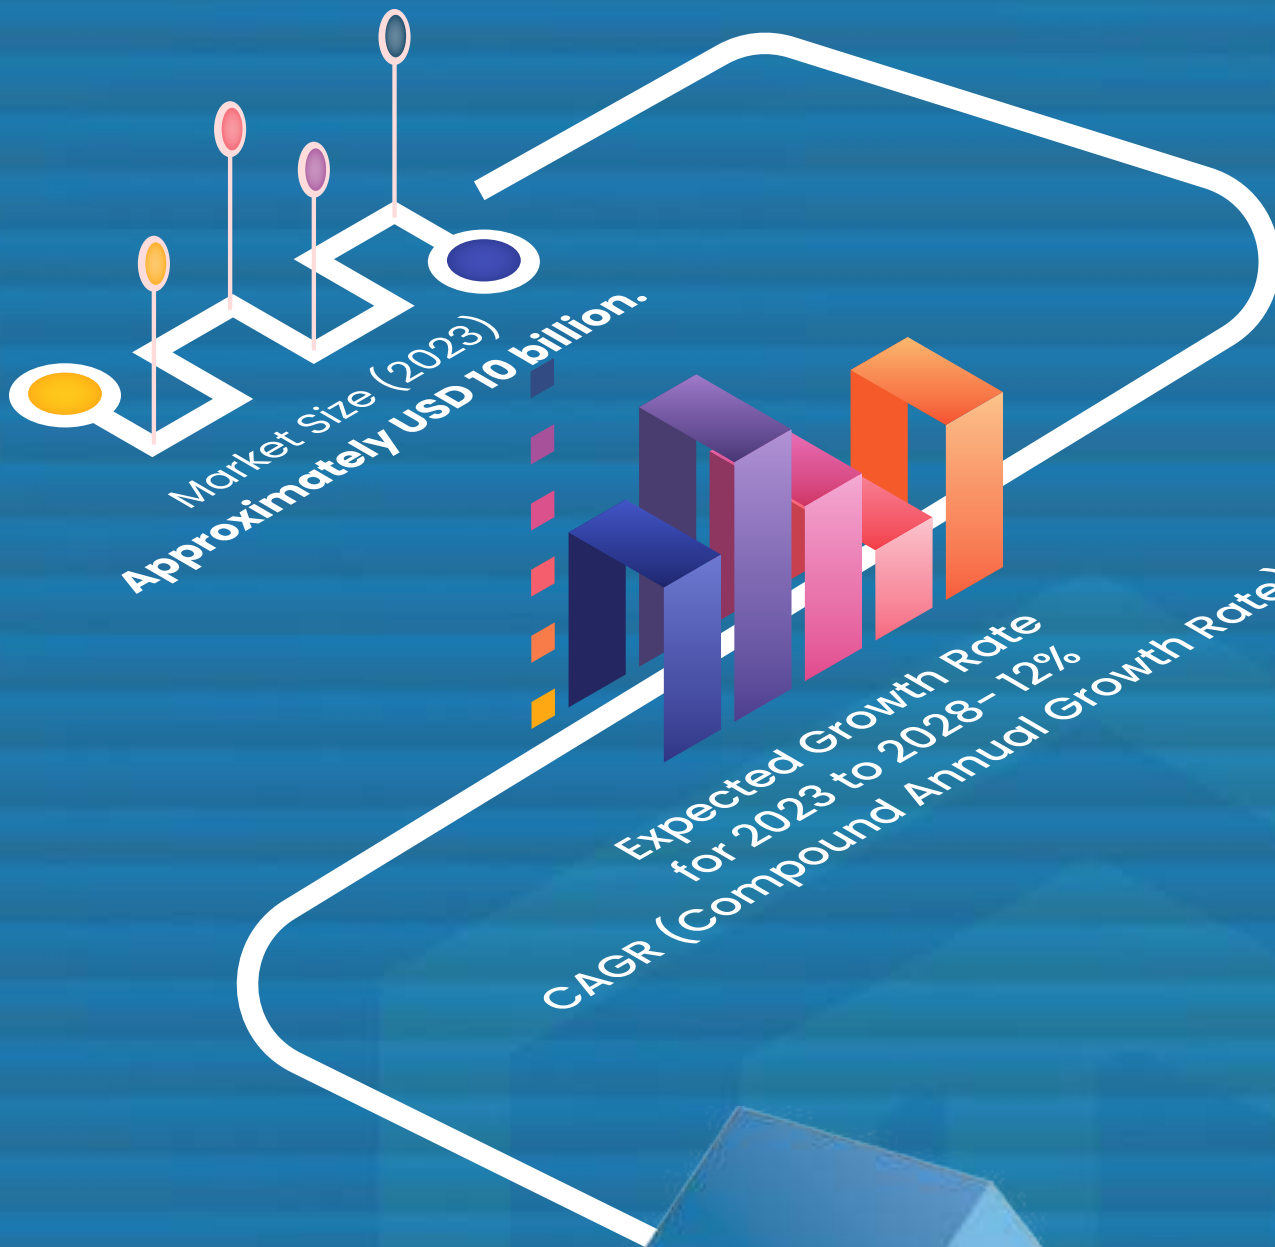 Market Size (2023)
Approximately USD 10 billion.
Expected Growth Rate
for 2023 to 2028- 12%
CAGR (Compound Annual Growth Rate)